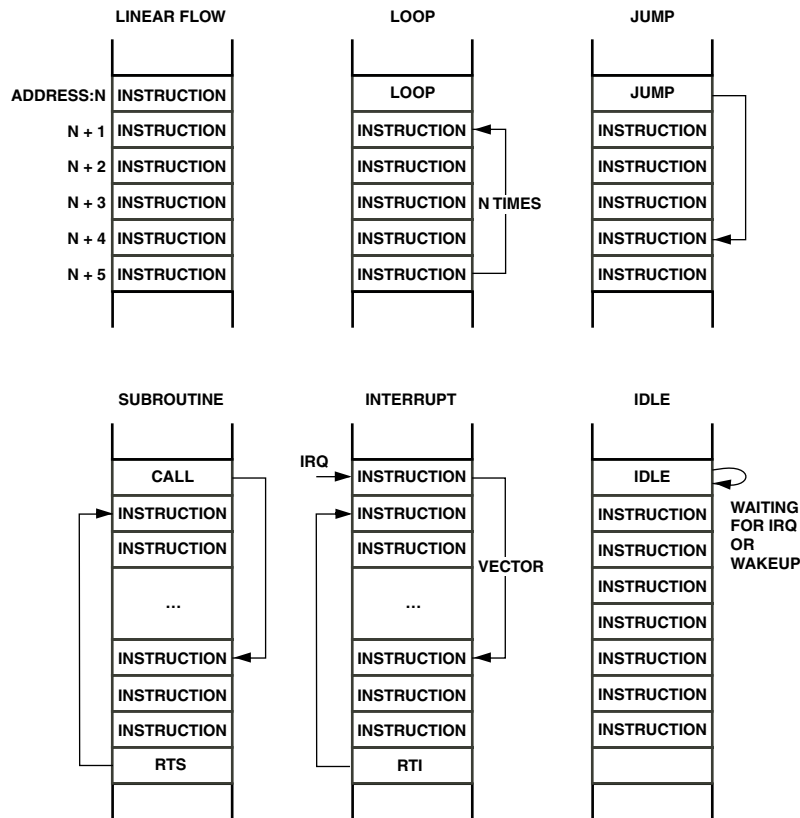 LINEAR FLOW
ADDRESS:N INSTRUCTION
N + 1 INSTRUCTION
N + 2 INSTRUCTION
N + 3 INSTRUCTION
N + 4 INSTRUCTION
N + 5 INSTRUCTION
LOOP
LOOP
INSTRUCTION
INSTRUCTION
INSTRUCTION N TIMES
INSTRUCTION
INSTRUCTION
JUMP
JUMP
INSTRUCTION
INSTRUCTION
INSTRUCTION
INSTRUCTION
INSTRUCTION
SUBROUTINE
CALL
INSTRUCTION
INSTRUCTION
...
INSTRUCTION
INSTRUCTION
INSTRUCTION
RTS
INTERRUPT
IRQ
INSTRUCTION
INSTRUCTION
INSTRUCTION
VECTOR
...
INSTRUCTION
INSTRUCTION
INSTRUCTION
RTI
IDLE
IDLE
WAITING
FOR IRQ
OR
WAKEUP
INSTRUCTION
INSTRUCTION
INSTRUCTION
INSTRUCTION
INSTRUCTION
INSTRUCTION
INSTRUCTION